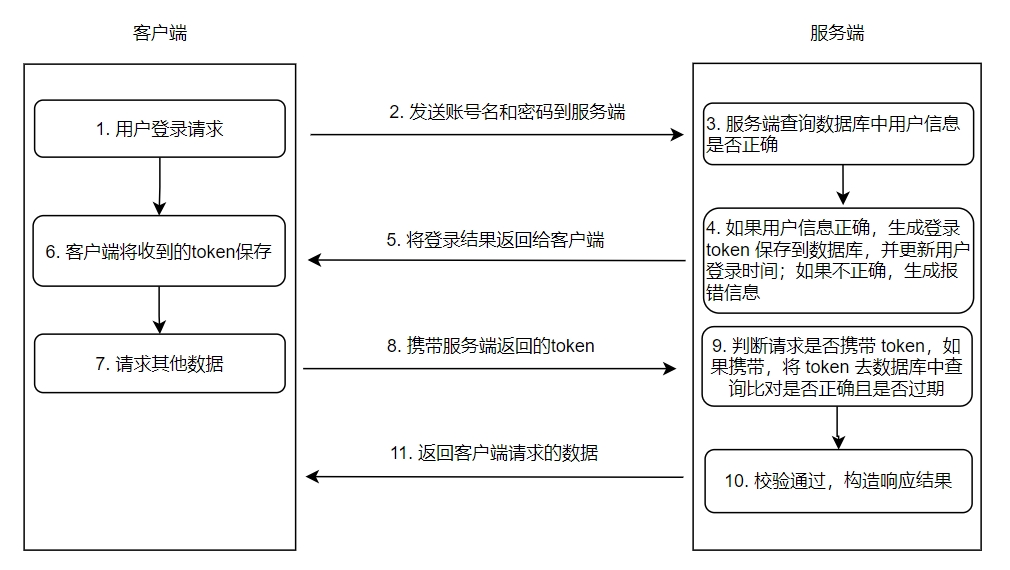 客户端
服务端
1. 用户登录请求
2. 发送账号名和密码到服务端
3. 服务端查询数据库中用户信息
是否正确
4. 如果用户信息正确，生成登录
token 保存到数据库，并更新用户
登录时间；如果不正确，生成报
错信息
5. 将登录结果返回给客户端
6. 客户端将收到的token保存
7. 请求其他数据
8. 携带服务端返回的token
9. 判断请求是否携带 token，如
果携带，将 token 去数据库中查
询比对是否正确且是否过期
10. 校验通过，构造响应结果
11. 返回客户端请求的数据